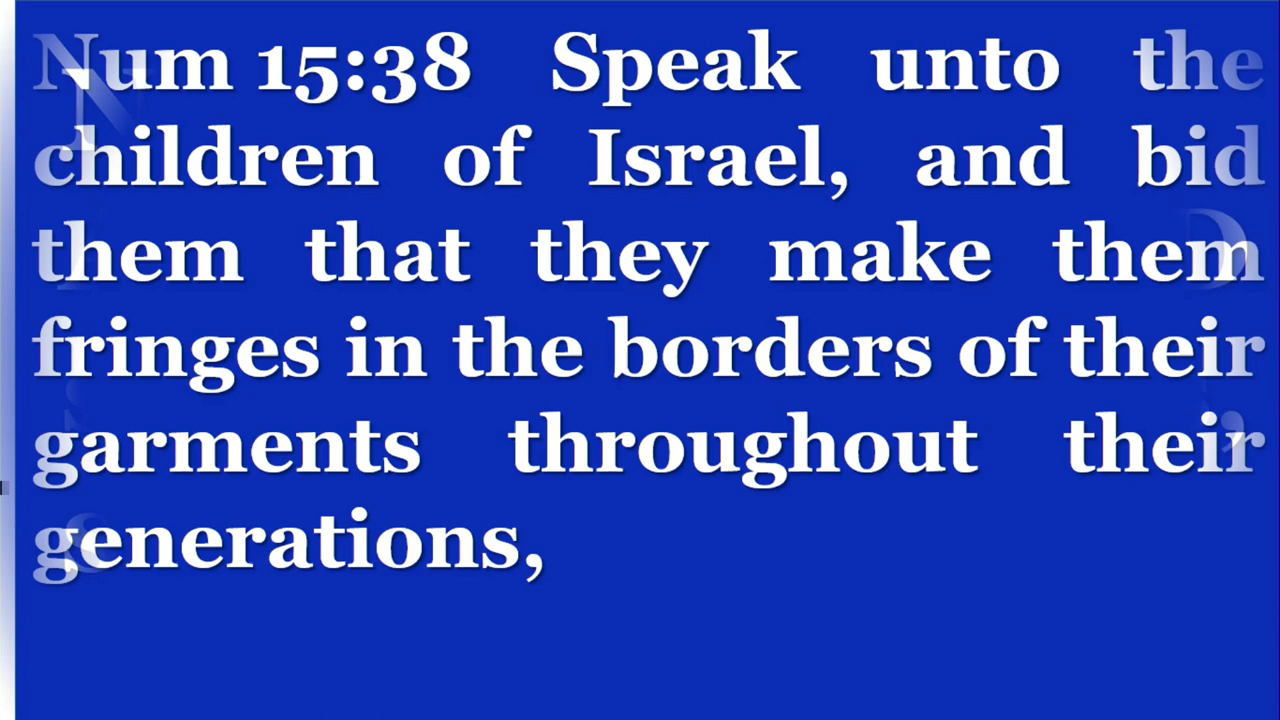 Num 15:38 Speak unto the
children of Israel, and bid
them that they make them
fringes in the borders of their
garments throughout their
generations,